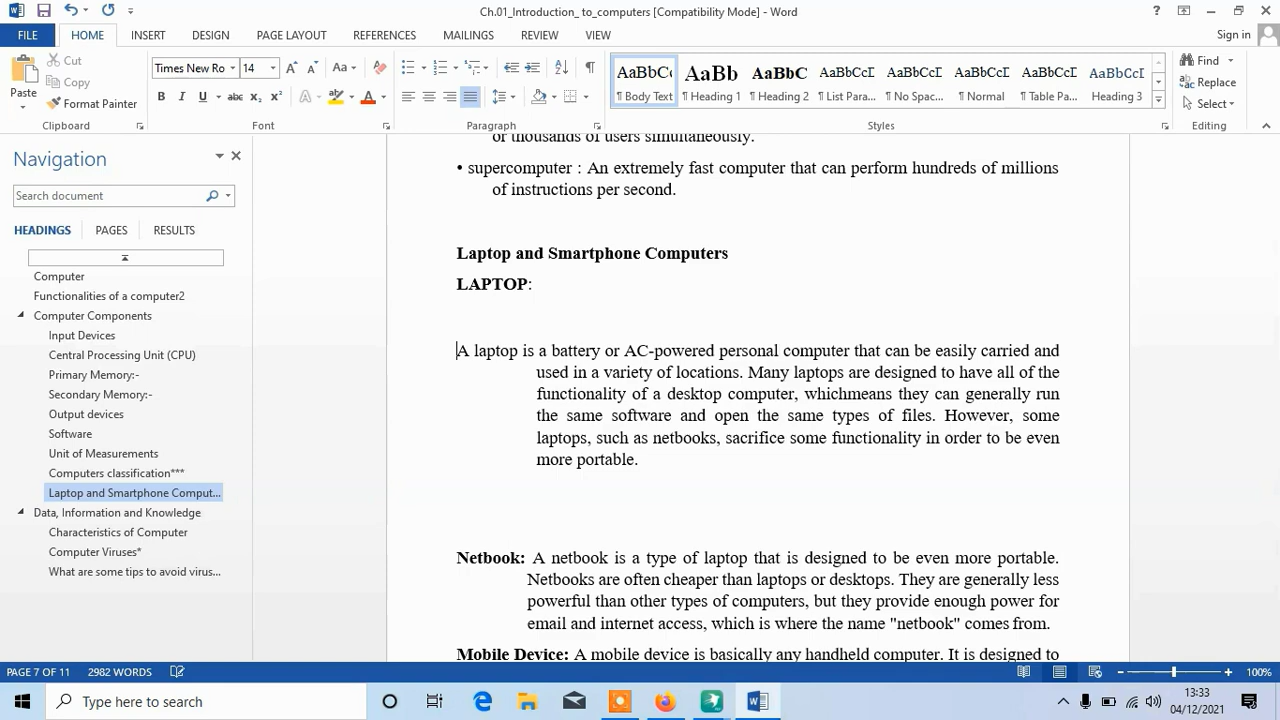 Ch.01_Introduction_ to_computers [Compatibility Mode] - Word
? Sign in
FILE HOME INSERT DESIGN PAGE LAYOUT REFERENCES MAILINGS REVIEW VIEW
Paste Cut
Copy
Format Painter
Times New Ro 14 Aa
B I U abc x₂ x² A A
AaBbCc ¶ Body Text
AaBb ¶ Heading 1
AaBbC ¶ Heading 2
AaBbCcI ¶ List Para...
AaBbCcI ¶ No Spac...
AaBbCcI ¶ Normal
AaBbCcI ¶ Table Pa...
AaBbCcI Heading 3
Find
Replace
Select
Clipboard Font Paragraph Styles Editing
Navigation
Search document
HEADINGS PAGES RESULTS
Computer
Functionalities of a computer2
Computer Components
Input Devices
Central Processing Unit (CPU)
Primary Memory:-
Secondary Memory:-
Output devices
Software
Unit of Measurements
Computers classification***
Laptop and Smartphone Comput...
Data, Information and Knowledge
Characteristics of Computer
Computer Viruses*
What are some tips to avoid virus...
or thousands of users simultaneously.
• supercomputer : An extremely fast computer that can perform hundreds of millions
of instructions per second.
Laptop and Smartphone Computers
LAPTOP:
A laptop is a battery or AC-powered personal computer that can be easily carried and
used in a variety of locations. Many laptops are designed to have all of the
functionality of a desktop computer, whichmeans they can generally run
the same software and open the same types of files. However, some
laptops, such as netbooks, sacrifice some functionality in order to be even
more portable.
Netbook: A netbook is a type of laptop that is designed to be even more portable.
Netbooks are often cheaper than laptops or desktops. They are generally less
powerful than other types of computers, but they provide enough power for
email and internet access, which is where the name "netbook" comes from.
Mobile Device: A mobile device is basically any handheld computer. It is designed to
PAGE 7 OF 11 2982 WORDS 100%
Type here to search
13:33
04/12/2021